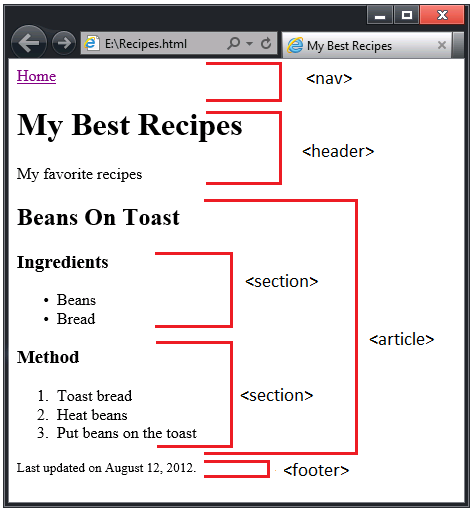 E:\Recipes.html
My Best Recipes
Home
<nav>
My Best Recipes
<header>
My favorite recipes
Beans On Toast
Ingredients
<section>
• Beans
• Bread
<article>
Method
1. Toast bread
<section>
2. Heat beans
3. Put beans on the toast
Last updated on August 12, 2012.
<footer>